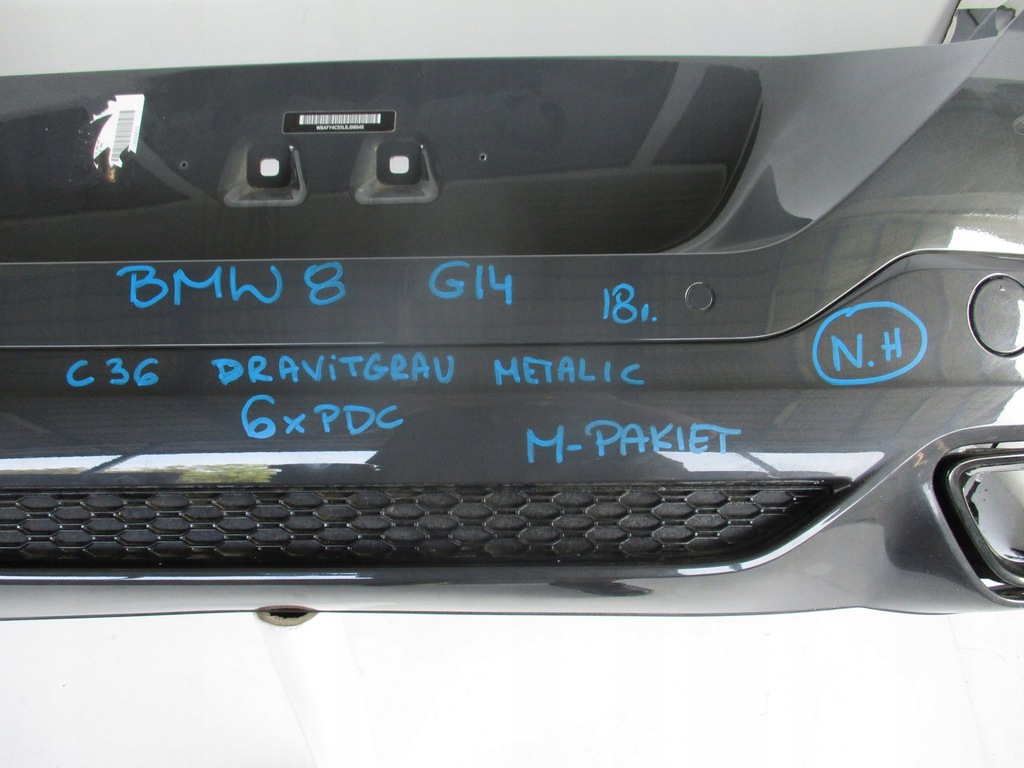 BMW 8 G14 18r.
C36 DRAViTGRAU METALIC
N.H
6xPDC
M-PAKIET